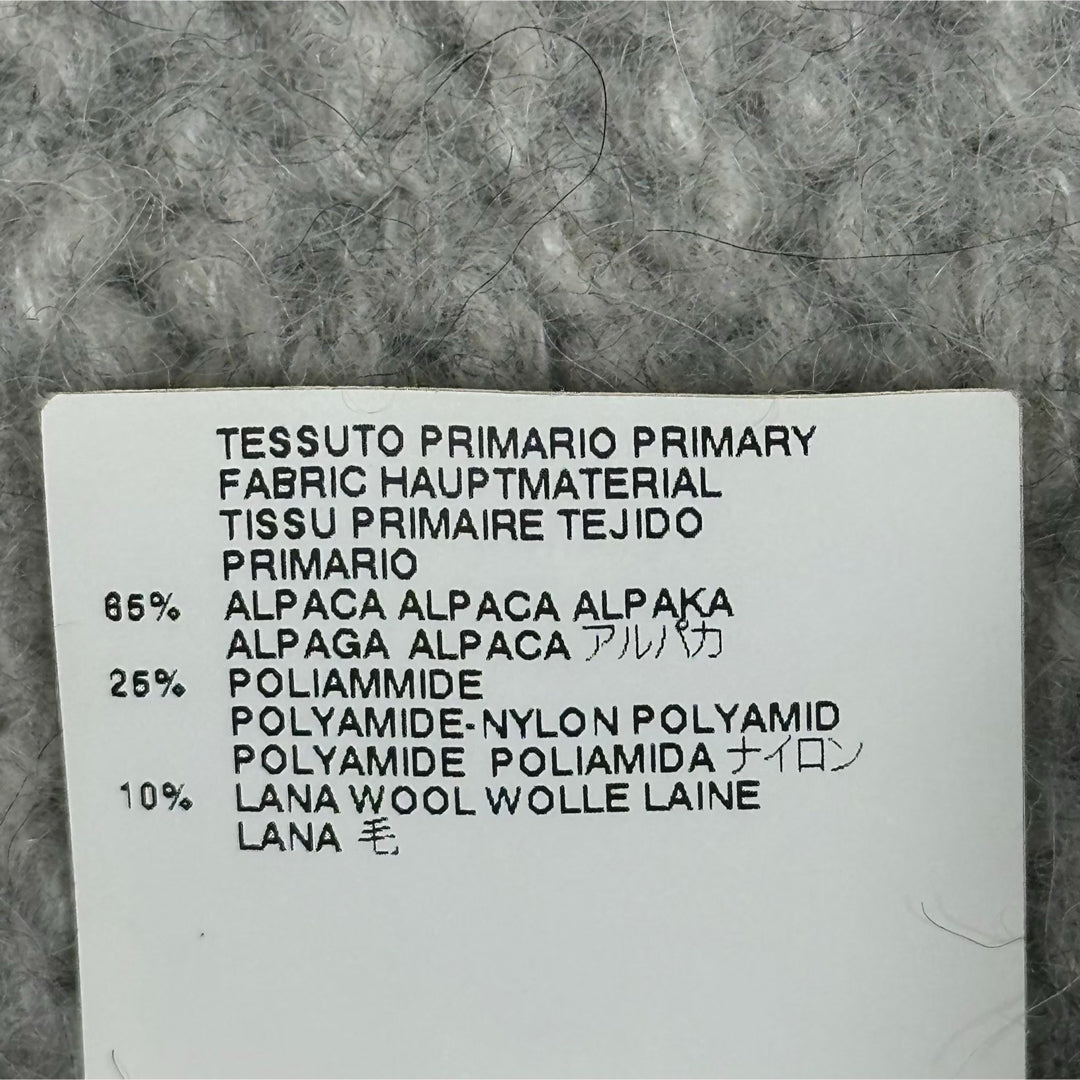 TESSUTO PRIMARIO PRIMARY
FABRIC HAUPTMATERIAL
TISSU PRIMAIRE TEJIDO
PRIMARIO
65% ALPACA ALPACA ALPAKA
ALPAGA ALPACA アルパカ
25% POLIAMMIDE
POLYAMIDE-NYLON POLYAMID
POLYAMIDE POLIAMIDA ナイロン
10% LANA WOOL WOLLE LAINE
LANA 毛